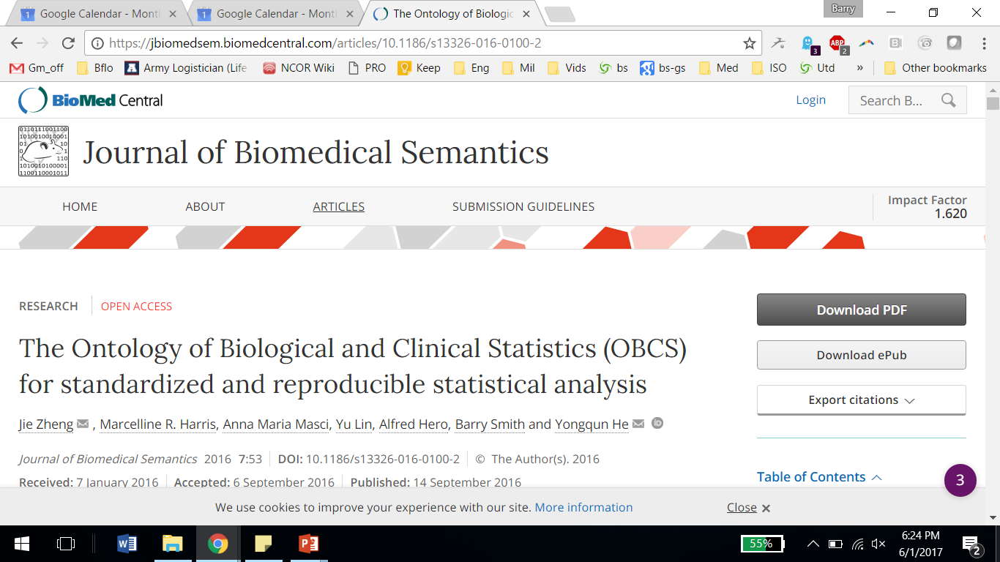 Google Calendar - Month
Google Calendar - Month
The Ontology of Biologic
Barry
https://jbiomedsem.biomedcentral.com/articles/10.1186/s13326-016-0100-2
3
ABP
2
Gm_off
Bflo
Army Logistician (Life
NCOR Wiki
PRO
Keep
Eng
Mil
Vids
bs
bs-gs
Med
ISO
Utd
»
Other bookmarks
BioMed Central
Login
Search B...
Journal of Biomedical Semantics
HOME
ABOUT
ARTICLES
SUBMISSION GUIDELINES
Impact Factor
1.620
RESEARCH
OPEN ACCESS
Download PDF
The Ontology of Biological and Clinical Statistics (OBCS)
for standardized and reproducible statistical analysis
Download ePub
Export citations
Jie Zheng , Marcelline R. Harris, Anna Maria Masci, Yu Lin, Alfred Hero, Barry Smith and Yongqun He
Journal of Biomedical Semantics 2016 7:53 DOI: 10.1186/s13326-016-0100-2 © The Author(s). 2016
Received: 7 January 2016 Accepted: 6 September 2016 Published: 14 September 2016
Table of Contents
3
We use cookies to improve your experience with our site. More information
Close ×
55%
6:24 PM
6/1/2017
2